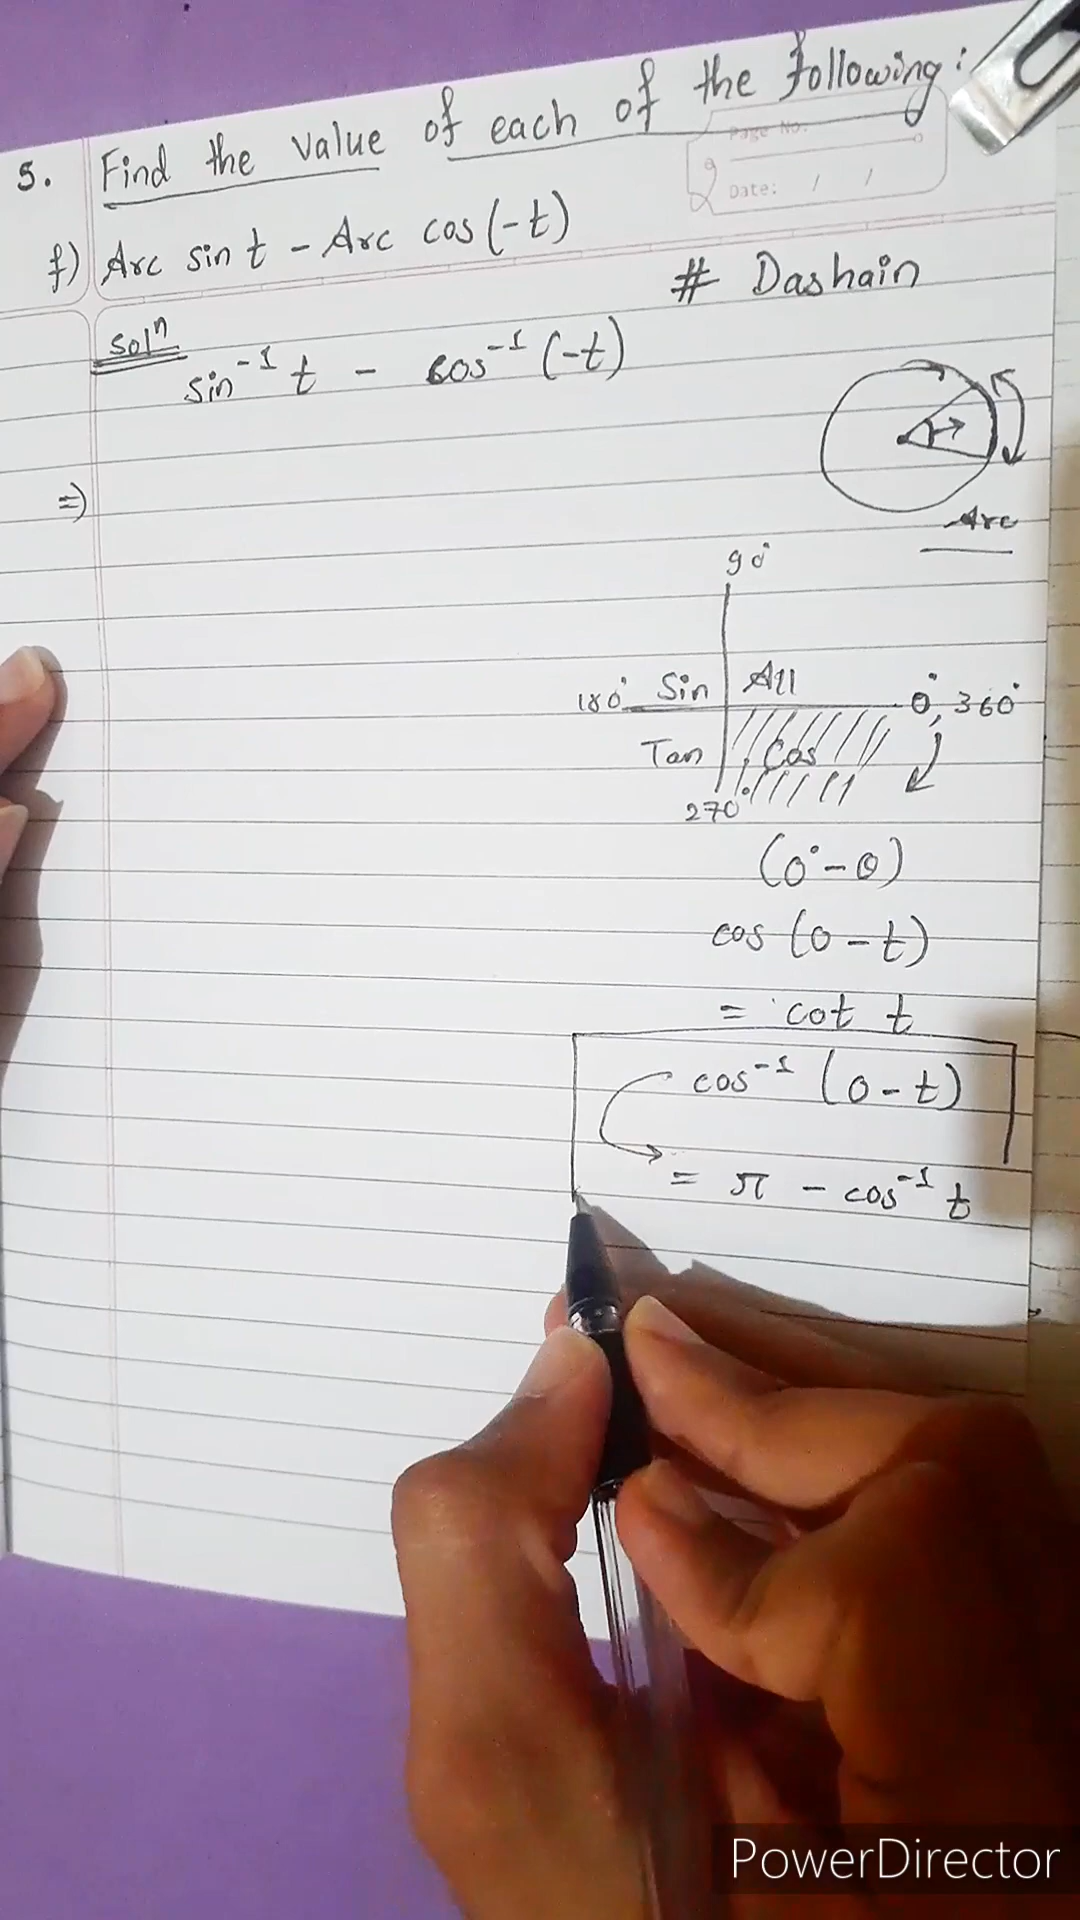 5. Find the value of each of the following:
Page No.
Date: / /
f) Arc sin t - Arc cos (-t)
# Dashain
Solⁿ
sin⁻¹ t - cos⁻¹ (-t)
=)
Arc
90°
180° Sin All 0°, 360°
Tan Cos
270°
(0° - θ)
cos (0 - t)
= cot t
cos⁻¹ (0 - t)
= π - cos⁻¹ t
PowerDirector